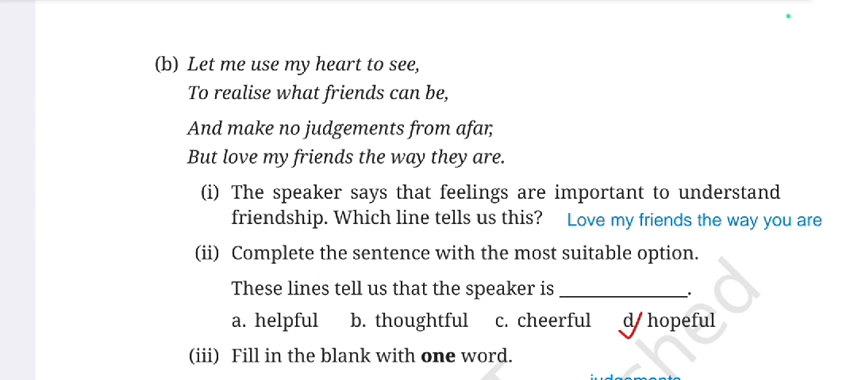 (b) Let me use my heart to see,
To realise what friends can be,
And make no judgements from afar,
But love my friends the way they are.
(i) The speaker says that feelings are important to understand
friendship. Which line tells us this? Love my friends the way you are
(ii) Complete the sentence with the most suitable option.
These lines tell us that the speaker is ____________.
a. helpful b. thoughtful c. cheerful d. hopeful
(iii) Fill in the blank with one word.
judgements
hed